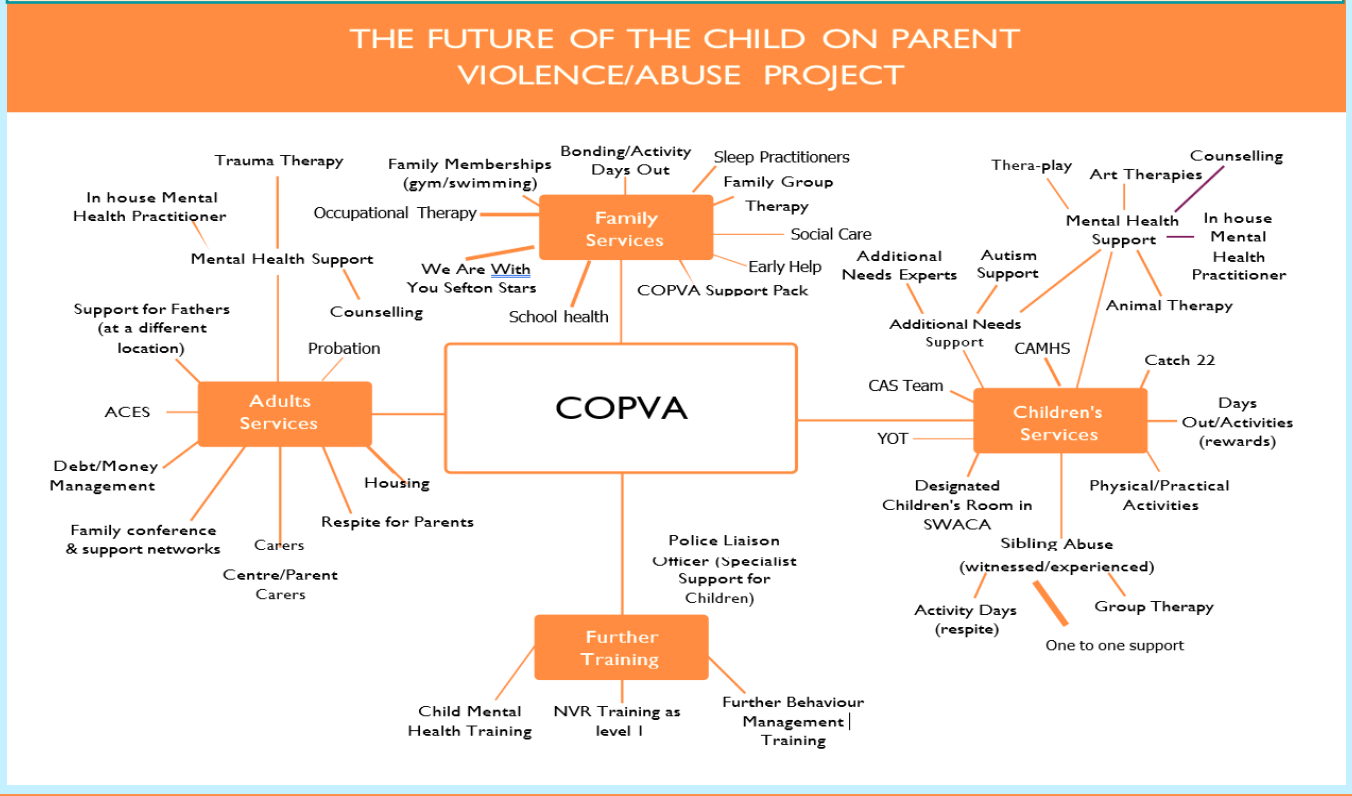 THE FUTURE OF THE CHILD ON PARENT
VIOLENCE/ABUSE PROJECT
Trauma Therapy
In house Mental
Health Practitioner
Mental Health Support
Counselling
Support for Fathers
(at a different
location)
Probation
Adults
Services
ACES
Debt/Money
Management
Family conference
& support networks
Carers
Centre/Parent
Carers
Respite for Parents
Housing
Family Memberships
(gym/swimming)
Bonding/Activity
Days Out
Sleep Practitioners
Family Group
Therapy
Occupational Therapy
Family
Services
Social Care
We Are With
You Sefton Stars
Early Help
COPVA Support Pack
School health
COPVA
Police Liaison
Officer (Specialist
Support for
Children)
Further
Training
Child Mental
Health Training
NVR Training as
level 1
Further Behaviour
Management
Training
Thera-play
Art Therapies
Counselling
Mental Health
Support
In house
Mental
Health
Practitioner
Animal Therapy
Additional
Needs Experts
Autism
Support
Additional Needs
Support
CAMHS
Catch 22
CAS Team
Children's
Services
Days
Out/Activities
(rewards)
YOT
Designated
Children's Room in
SWACA
Physical/Practical
Activities
Sibling Abuse
(witnessed/experienced)
Activity Days
(respite)
Group Therapy
One to one support